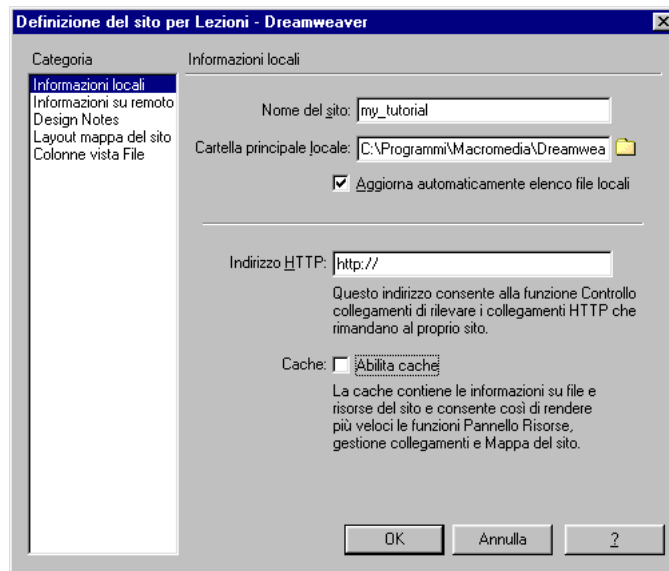 Definizione del sito per Lezioni - Dreamweaver
Categoria
Informazioni locali
Informazioni su remoto
Design Notes
Layout mappa del sito
Colonne vista File
Informazioni locali
Nome del sito: my_tutorial
Cartella principale locale: C:\Programmi\Macromedia\Dreamwea
Aggiorna automaticamente elenco file locali
Indirizzo HTTP: http://
Questo indirizzo consente alla funzione Controllo
collegamenti di rilevare i collegamenti HTTP che
rimandano al proprio sito.
Cache: Abilita cache
La cache contiene le informazioni su file e
risorse del sito e consente così di rendere
più veloci le funzioni Pannello Risorse,
gestione collegamenti e Mappa del sito.
OK Annulla ?